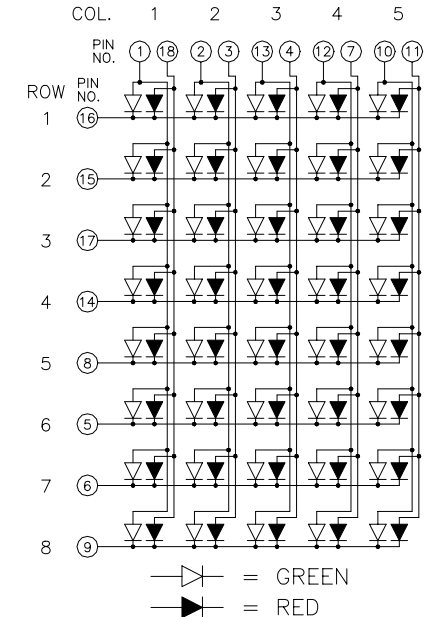 COL. 1 2 3 4 5
PIN NO. 1 18 2 3 13 4 12 7 10 11
ROW PIN NO.
1 16
2 15
3 17
4 14
5 8
6 5
7 6
8 9
= GREEN
= RED